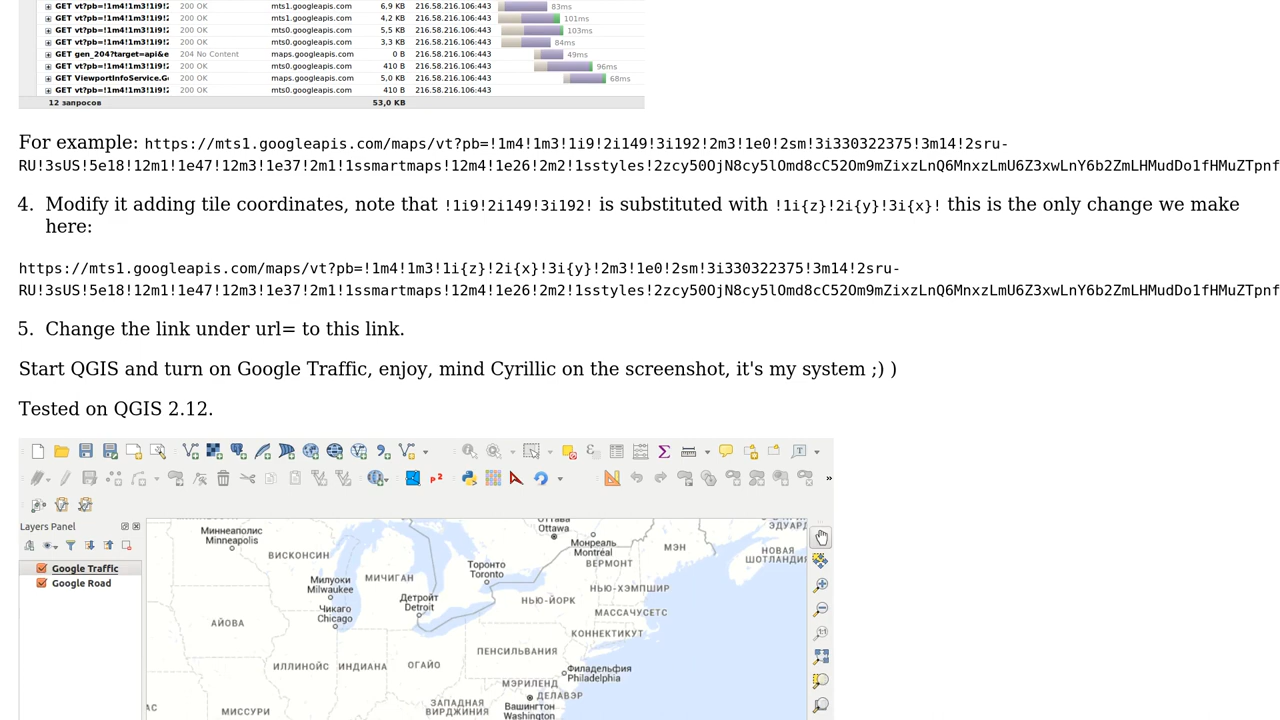 GET vt?pb=!1m4!1m3!1i9!2 200 OK mts1.googleapis.com 6,9 KB 216.58.216.106:443 83ms
GET vt?pb=!1m4!1m3!1i9!2 200 OK mts1.googleapis.com 4,2 KB 216.58.216.106:443 101ms
GET vt?pb=!1m4!1m3!1i9!2 200 OK mts0.googleapis.com 5,5 KB 216.58.216.106:443 103ms
GET vt?pb=!1m4!1m3!1i9!2 200 OK mts0.googleapis.com 3,3 KB 216.58.216.106:443 84ms
GET gen_204?target=api&e 204 No Content maps.googleapis.com 0 B 216.58.216.106:443 49ms
GET vt?pb=!1m4!1m3!1i9!2 200 OK mts0.googleapis.com 410 B 216.58.216.106:443 96ms
GET ViewportInfoService.Ge 200 OK maps.googleapis.com 5,0 KB 216.58.216.106:443 68ms
GET vt?pb=!1m4!1m3!1i9!2 200 OK mts0.googleapis.com 410 B 216.58.216.106:443
12 запросов 53,0 KB
For example: https://mts1.googleapis.com/maps/vt?pb=!1m4!1m3!1i9!2i149!3i192!2m3!1e0!2sm!3i330322375!3m14!2sru-
RU!3sUS!5e18!12m1!1e47!12m3!1e37!2m1!1ssmartmaps!12m4!1e26!2m2!1sstyles!2zcy50OjN8cy5lOmd8cC52Om9mZixzLnQ6MnxzLmU6Z3xwLnY6b2ZmLHMudDo1fHMuZTpnf
4. Modify it adding tile coordinates, note that !1i9!2i149!3i192! is substituted with !1i{z}!2i{y}!3i{x}! this is the only change we make
here:
https://mts1.googleapis.com/maps/vt?pb=!1m4!1m3!1i{z}!2i{x}!3i{y}!2m3!1e0!2sm!3i330322375!3m14!2sru-
RU!3sUS!5e18!12m1!1e47!12m3!1e37!2m1!1ssmartmaps!12m4!1e26!2m2!1sstyles!2zcy50OjN8cy5lOmd8cC52Om9mZixzLnQ6MnxzLmU6Z3xwLnY6b2ZmLHMudDo1fHMuZTpnf
5. Change the link under url= to this link.
Start QGIS and turn on Google Traffic, enjoy, mind Cyrillic on the screenshot, it's my system ;) )
Tested on QGIS 2.12.
Layers Panel
Google Traffic
Google Road
Оттава
Ottawa
ЭДУАРД
Миннеаполис
Minneapolis
Монреаль
Montréal
МЭН
НОВАЯ
ШОТЛАНДИЯ
ВИСКОНСИН
ВЕРМОНТ
Торонто
Toronto
МИЧИГАН
Милуоки
Milwaukee
НЬЮ-ХЭМПШИР
Детройт
Detroit
НЬЮ-ЙОРК
Чикаго
Chicago
МАССАЧУСЕТС
АЙОВА
КОННЕКТИКУТ
ПЕНСИЛЬВАНИЯ
ИЛЛИНОЙС
ИНДИАНА
ОГАЙО
Филадельфия
Philadelphia
МЭРИЛЕНД
ДЕЛАВЭР
ЗАПАДНАЯ
ВИРДЖИНИЯ
Вашингтон
Washington
МИССУРИ